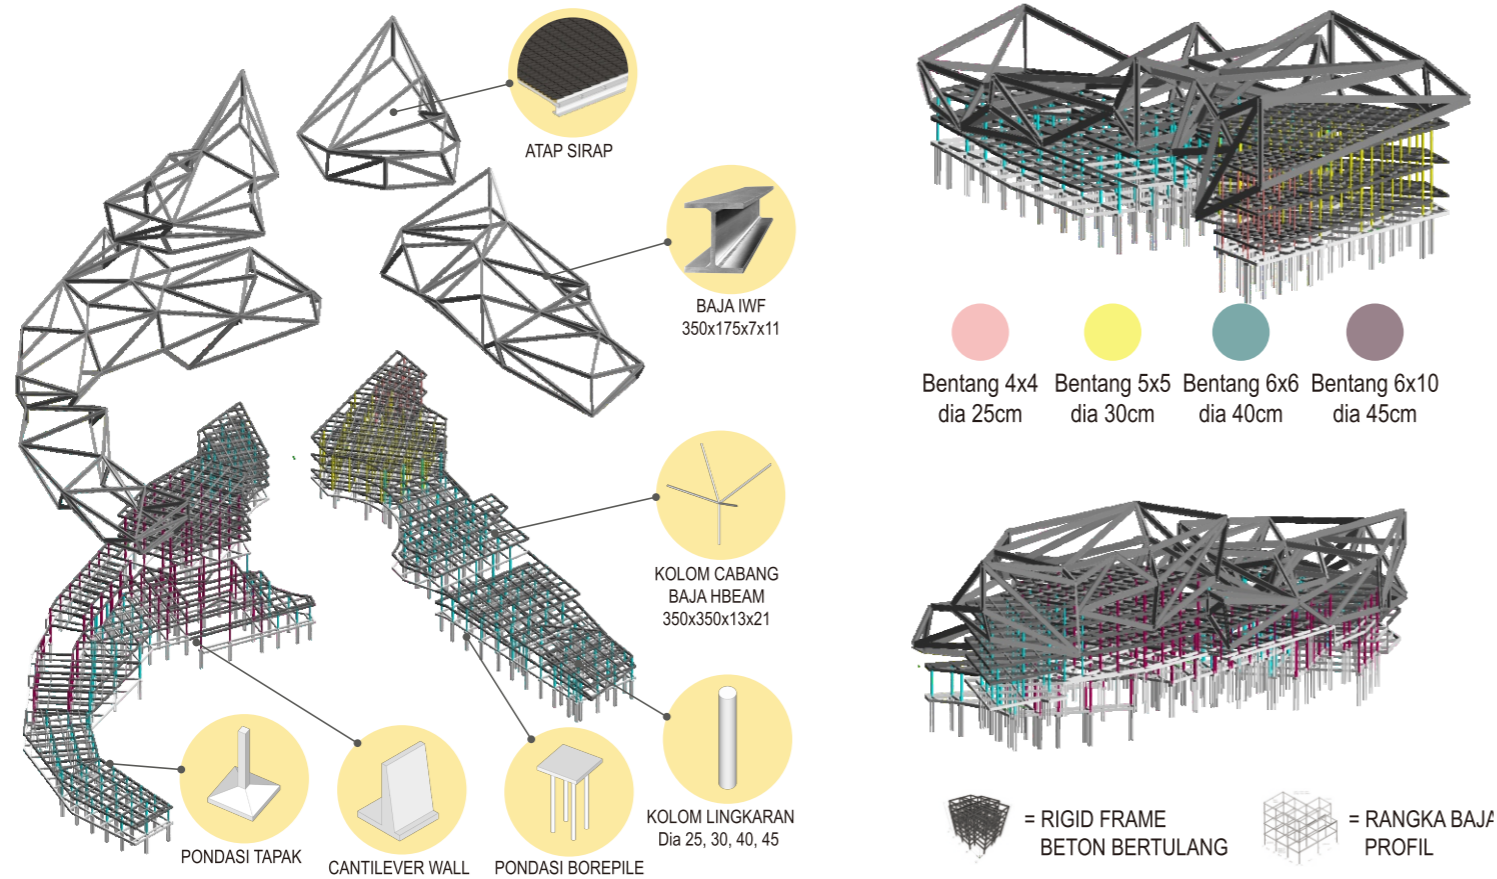 ATAP SIRAP
BAJA IWF
350x175x7x11
KOLOM CABANG
BAJA HBEAM
350x350x13x21
KOLOM LINGKARAN
Dia 25, 30, 40, 45
PONDASI TAPAK
CANTILEVER WALL
PONDASI BOREPILE
Bentang 4x4
dia 25cm
Bentang 5x5
dia 30cm
Bentang 6x6
dia 40cm
Bentang 6x10
dia 45cm
= RIGID FRAME
BETON BERTULANG
= RANGKA BAJA
PROFIL